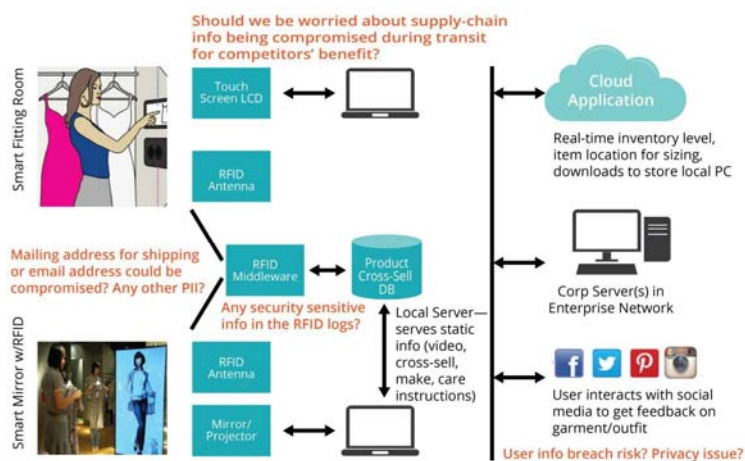 Should we be worried about supply-chain
info being compromised during transit
for competitors' benefit?
Smart Fitting Room
Touch
Screen LCD
RFID
Antenna
Cloud
Application
Real-time inventory level,
item location for sizing,
downloads to store local PC
Mailing address for shipping
or email address could be
compromised? Any other PII?
RFID
Middleware
Product
Cross-Sell
DB
Any security sensitive
info in the RFID logs?
Local Server—
serves static
info (video,
cross-sell,
make, care
instructions)
Corp Server(s) in
Enterprise Network
Smart Mirror w/RFID
RFID
Antenna
Mirror/
Projector
User interacts with social
media to get feedback on
garment/outfit
User info breach risk? Privacy issue?